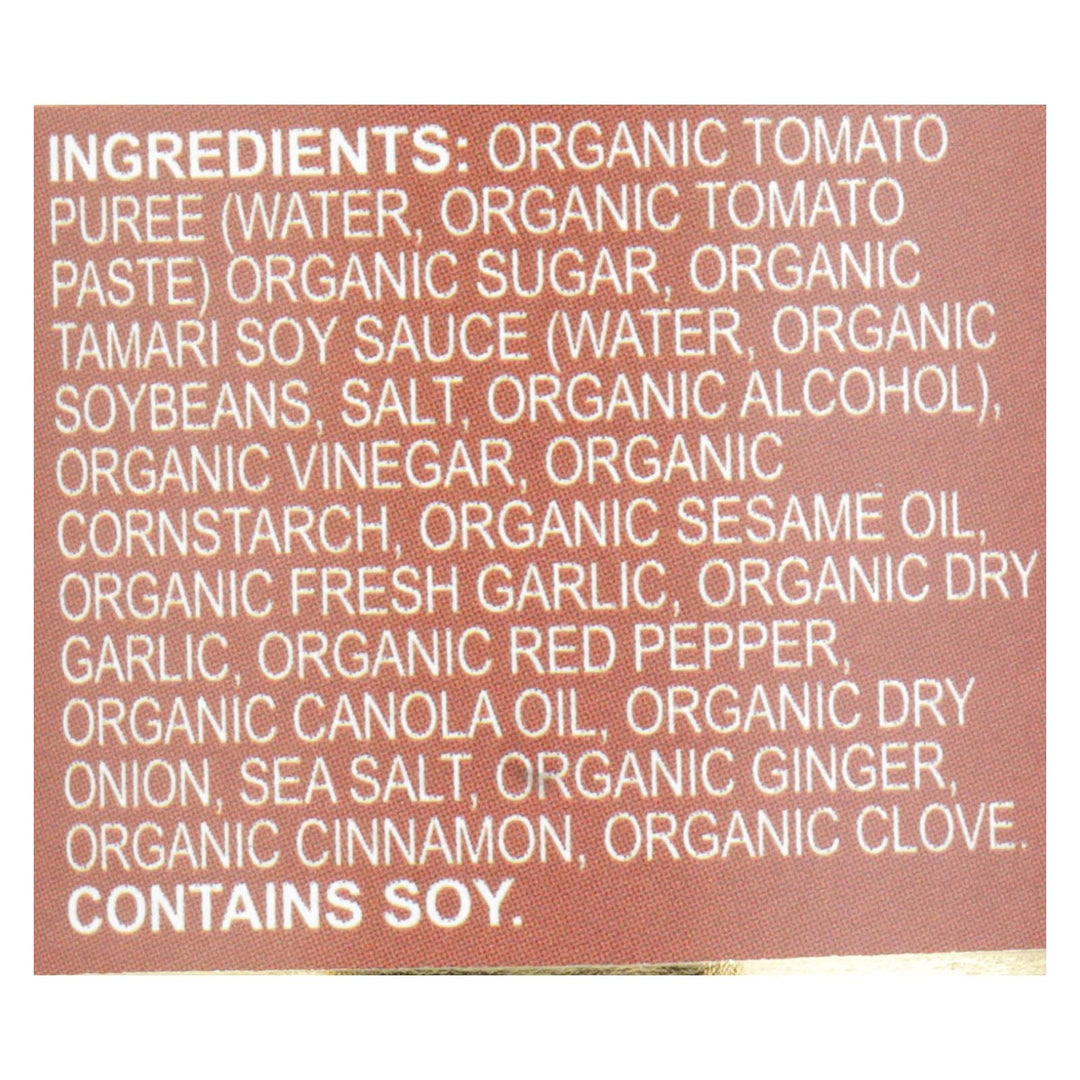 INGREDIENTS: ORGANIC TOMATO
PUREE (WATER, ORGANIC TOMATO
PASTE) ORGANIC SUGAR, ORGANIC
TAMARI SOY SAUCE (WATER, ORGANIC
SOYBEANS, SALT, ORGANIC ALCOHOL),
ORGANIC VINEGAR, ORGANIC
CORNSTARCH, ORGANIC SESAME OIL,
ORGANIC FRESH GARLIC, ORGANIC DRY
GARLIC, ORGANIC RED PEPPER,
ORGANIC CANOLA OIL, ORGANIC DRY
ONION, SEA SALT, ORGANIC GINGER,
ORGANIC CINNAMON, ORGANIC CLOVE.
CONTAINS SOY.